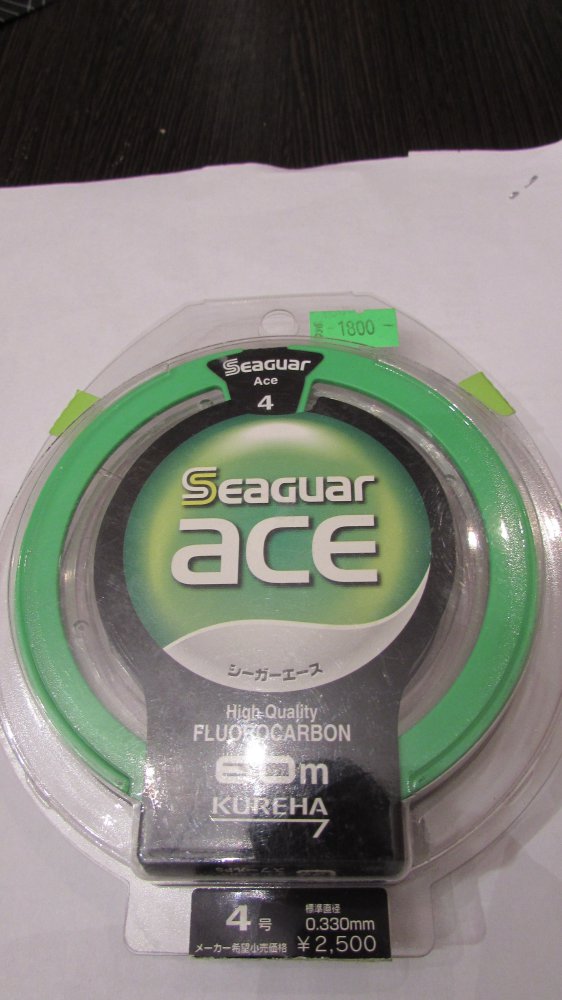 - 1800 -
Seaguar
Ace
4
Seaguar
ace
シーガーエース
High Quality
FLUOROCARBON
60m
KUREHA
4号
標準直径
0.330mm
メーカー希望小売価格 ¥2,500